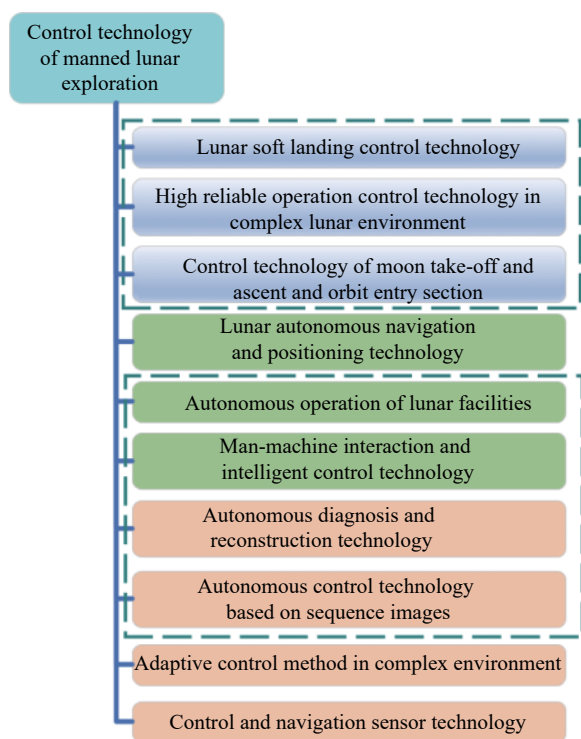 Control technology
of manned lunar
exploration
Lunar soft landing control technology
High reliable operation control technology in
complex lunar environment
Control technology of moon take-off and
ascent and orbit entry section
Lunar autonomous navigation
and positioning technology
Autonomous operation of lunar facilities
Man-machine interaction and
intelligent control technology
Autonomous diagnosis and
reconstruction technology
Autonomous control technology
based on sequence images
Adaptive control method in complex environment
Control and navigation sensor technology